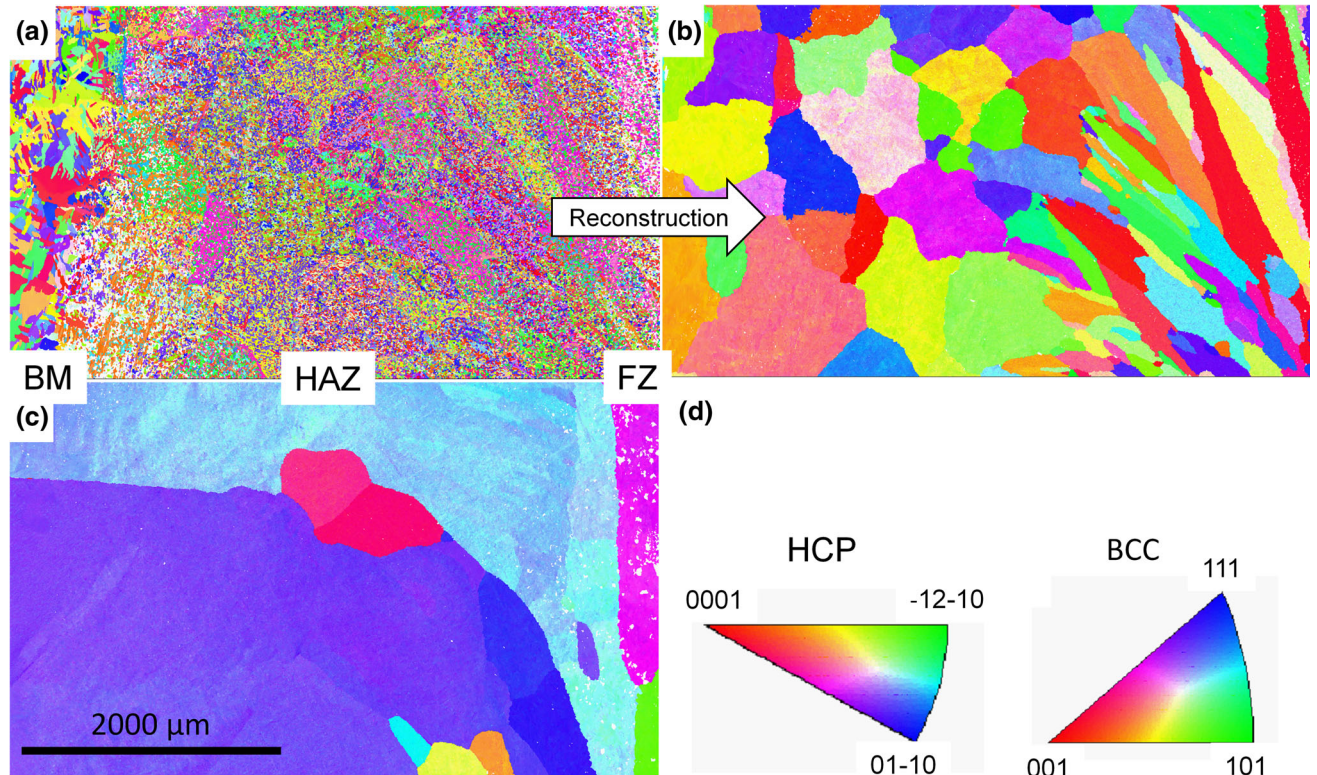 (a)
(b)
Reconstruction
BM
HAZ
FZ
(c)
(d)
2000 µm
HCP
BCC
0001
-12-10
01-10
111
001
101